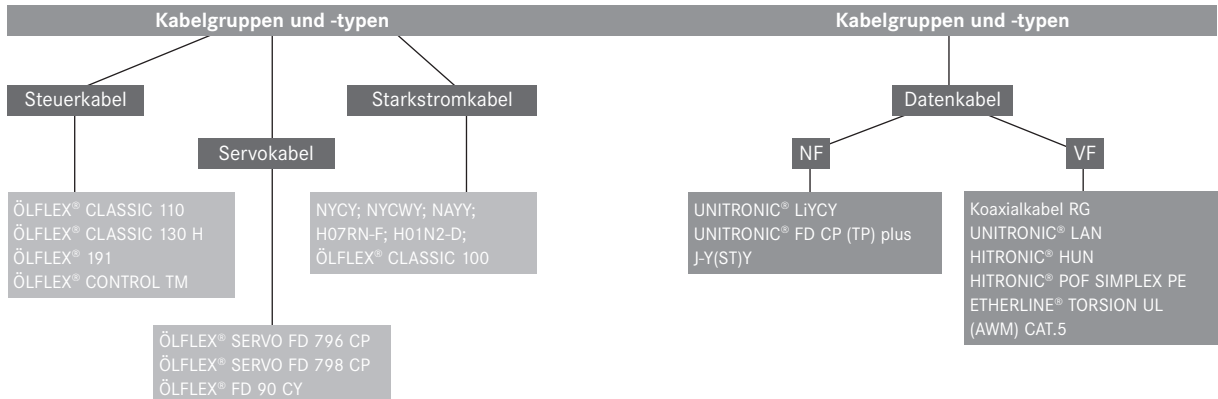 Kabelgruppen und -typen
Steuerkabel
Servokabel
Starkstromkabel
ÖLFLEX® CLASSIC 110
ÖLFLEX® CLASSIC 130 H
ÖLFLEX® 191
ÖLFLEX® CONTROL TM
ÖLFLEX® SERVO FD 796 CP
ÖLFLEX® SERVO FD 798 CP
ÖLFLEX® FD 90 CY
NYCY; NYCWY; NAYY;
H07RN-F; H01N2-D;
ÖLFLEX® CLASSIC 100
Kabelgruppen und -typen
Datenkabel
NF
VF
UNITRONIC® LiYCY
UNITRONIC® FD CP (TP) plus
J-Y(ST)Y
Koaxialkabel RG
UNITRONIC® LAN
HITRONIC® HUN
HITRONIC® POF SIMPLEX PE
ETHERLINE® TORSION UL
(AWM) CAT.5